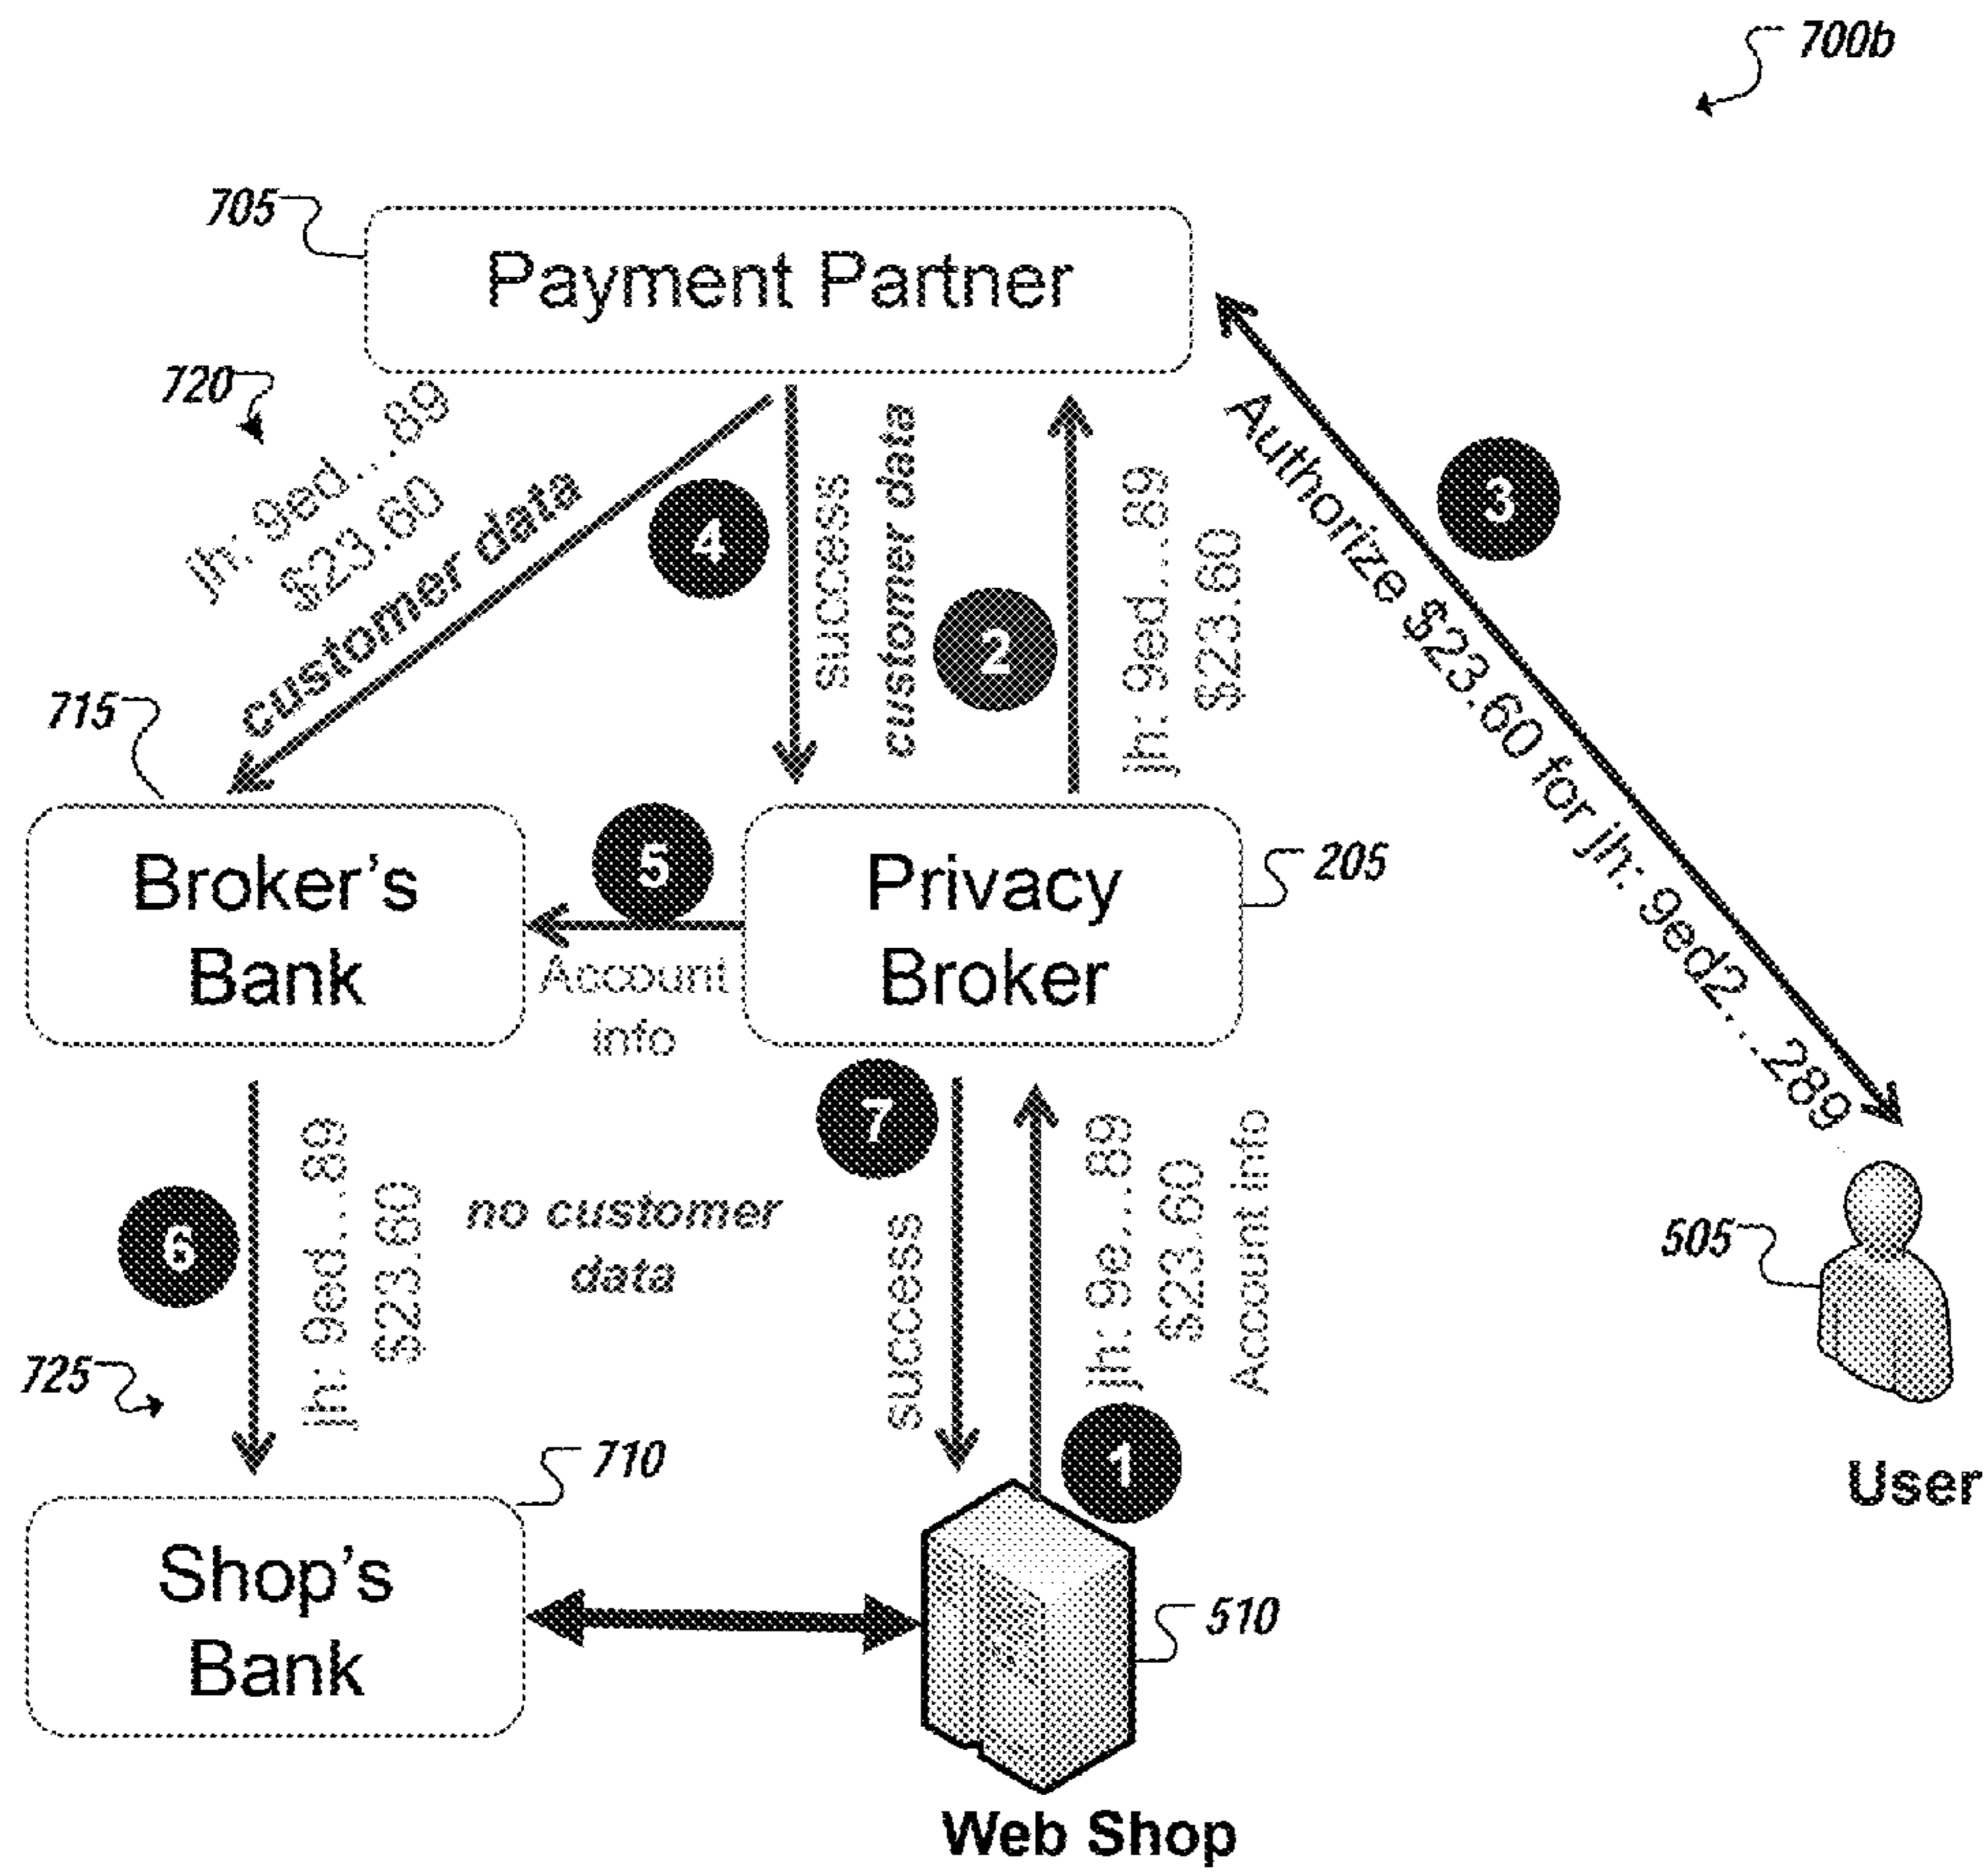 700b
705
Payment Partner
720
jh: 9ed...89
$23.60
customer data
4
success
customer data
2
jh: 9ed...89
$23.60
3
Authorize $23.60 for jh: 9ed2...289
715
Broker's
Bank
5
Account
info
Privacy
Broker
205
6
jh: 9ed...89
$23.60
no customer
data
7
success
jh: 9e...89
$23.60
Account info
1
505
User
725
710
Shop's
Bank
510
Web Shop